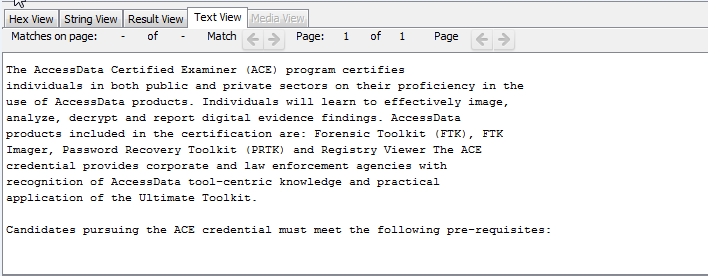 Hex View String View Result View Text View Media View
Matches on page: - of - Match Page: 1 of 1 Page
The AccessData Certified Examiner (ACE) program certifies
individuals in both public and private sectors on their proficiency in the
use of AccessData products. Individuals will learn to effectively image,
analyze, decrypt and report digital evidence findings. AccessData
products included in the certification are: Forensic Toolkit (FTK), FTK
Imager, Password Recovery Toolkit (PRTK) and Registry Viewer The ACE
credential provides corporate and law enforcement agencies with
recognition of AccessData tool-centric knowledge and practical
application of the Ultimate Toolkit.
Candidates pursuing the ACE credential must meet the following pre-requisites: